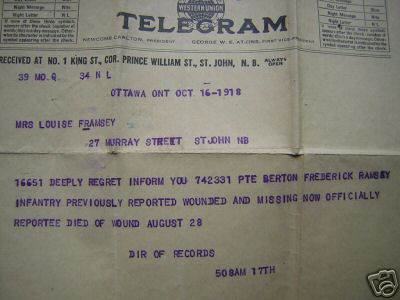 WESTERN UNION
TELEGRAM
NEWCOMB CARLTON, PRESIDENT GEORGE W. E. ATKINS, FIRST VICE-PRESIDENT
RECEIVED AT NO. 1 KING ST., COR. PRINCE WILLIAM ST., ST. JOHN, N. B. ALWAYS OPEN
39 MO.Q 34 N L
OTTAWA ONT OCT 16-1918
MRS LOUISE FRAMSEY
27 MURRAY STREET STJOHN NB
16651 DEEPLY REGRET INFORM YOU 742331 PTE BERTON FREDERICK RAMSEY
INFANTRY PREVIOUSLY REPORTED WOUNDED AND MISSING NOW OFFICIALLY
REPORTEE DIED OF WOUND AUGUST 28
DIR OF RECORDS
508AM 17TH